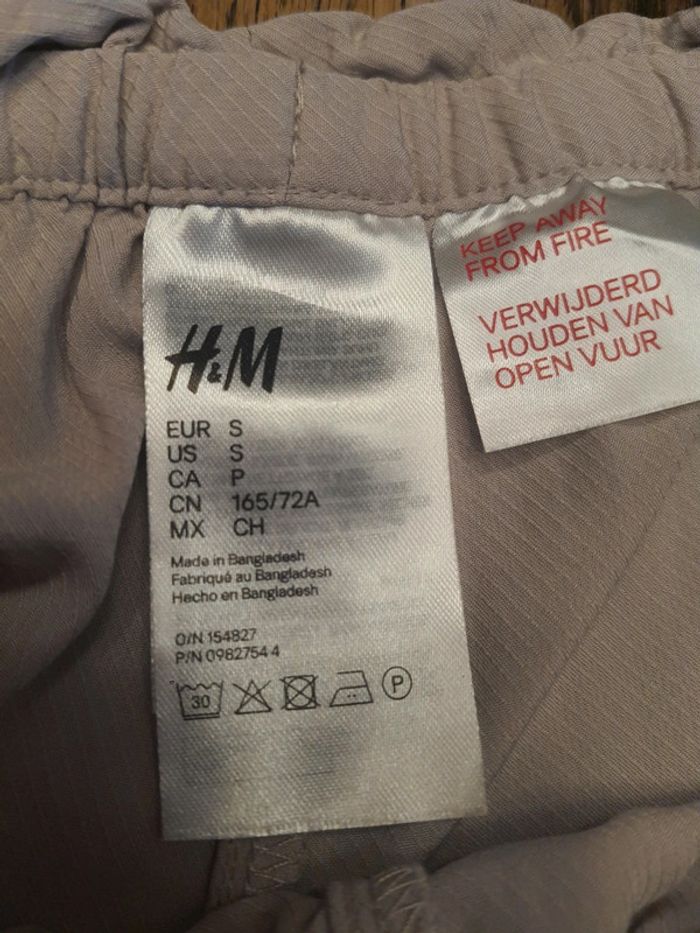 KEEP AWAY
FROM FIRE
VERWIJDERD
HOUDEN VAN
OPEN VUUR
H&M
EUR S
US S
CA P
CN 165/72A
MX CH
Made in Bangladesh
Fabriqué au Bangladesh
Hecho en Bangladesh
O/N 154827
P/N 0982754 4
30
P